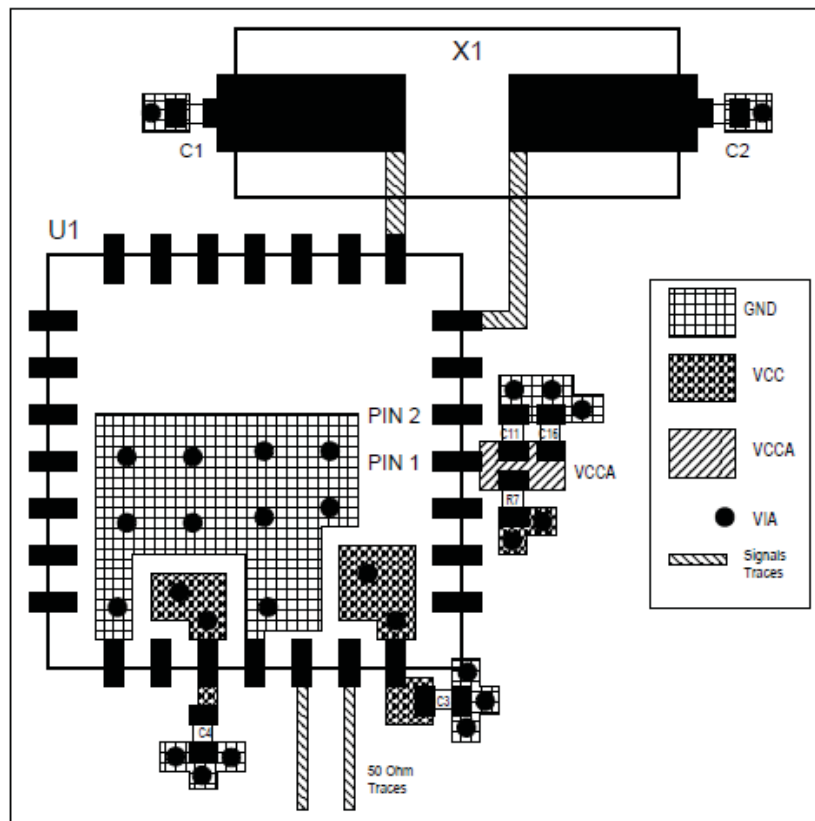 X1
C1
C2
U1
GND
VCC
VCCA
VIA
Signals
Traces
PIN 2
PIN 1
C11
C16
VCCA
R7
C3
C4
50 Ohm
Traces